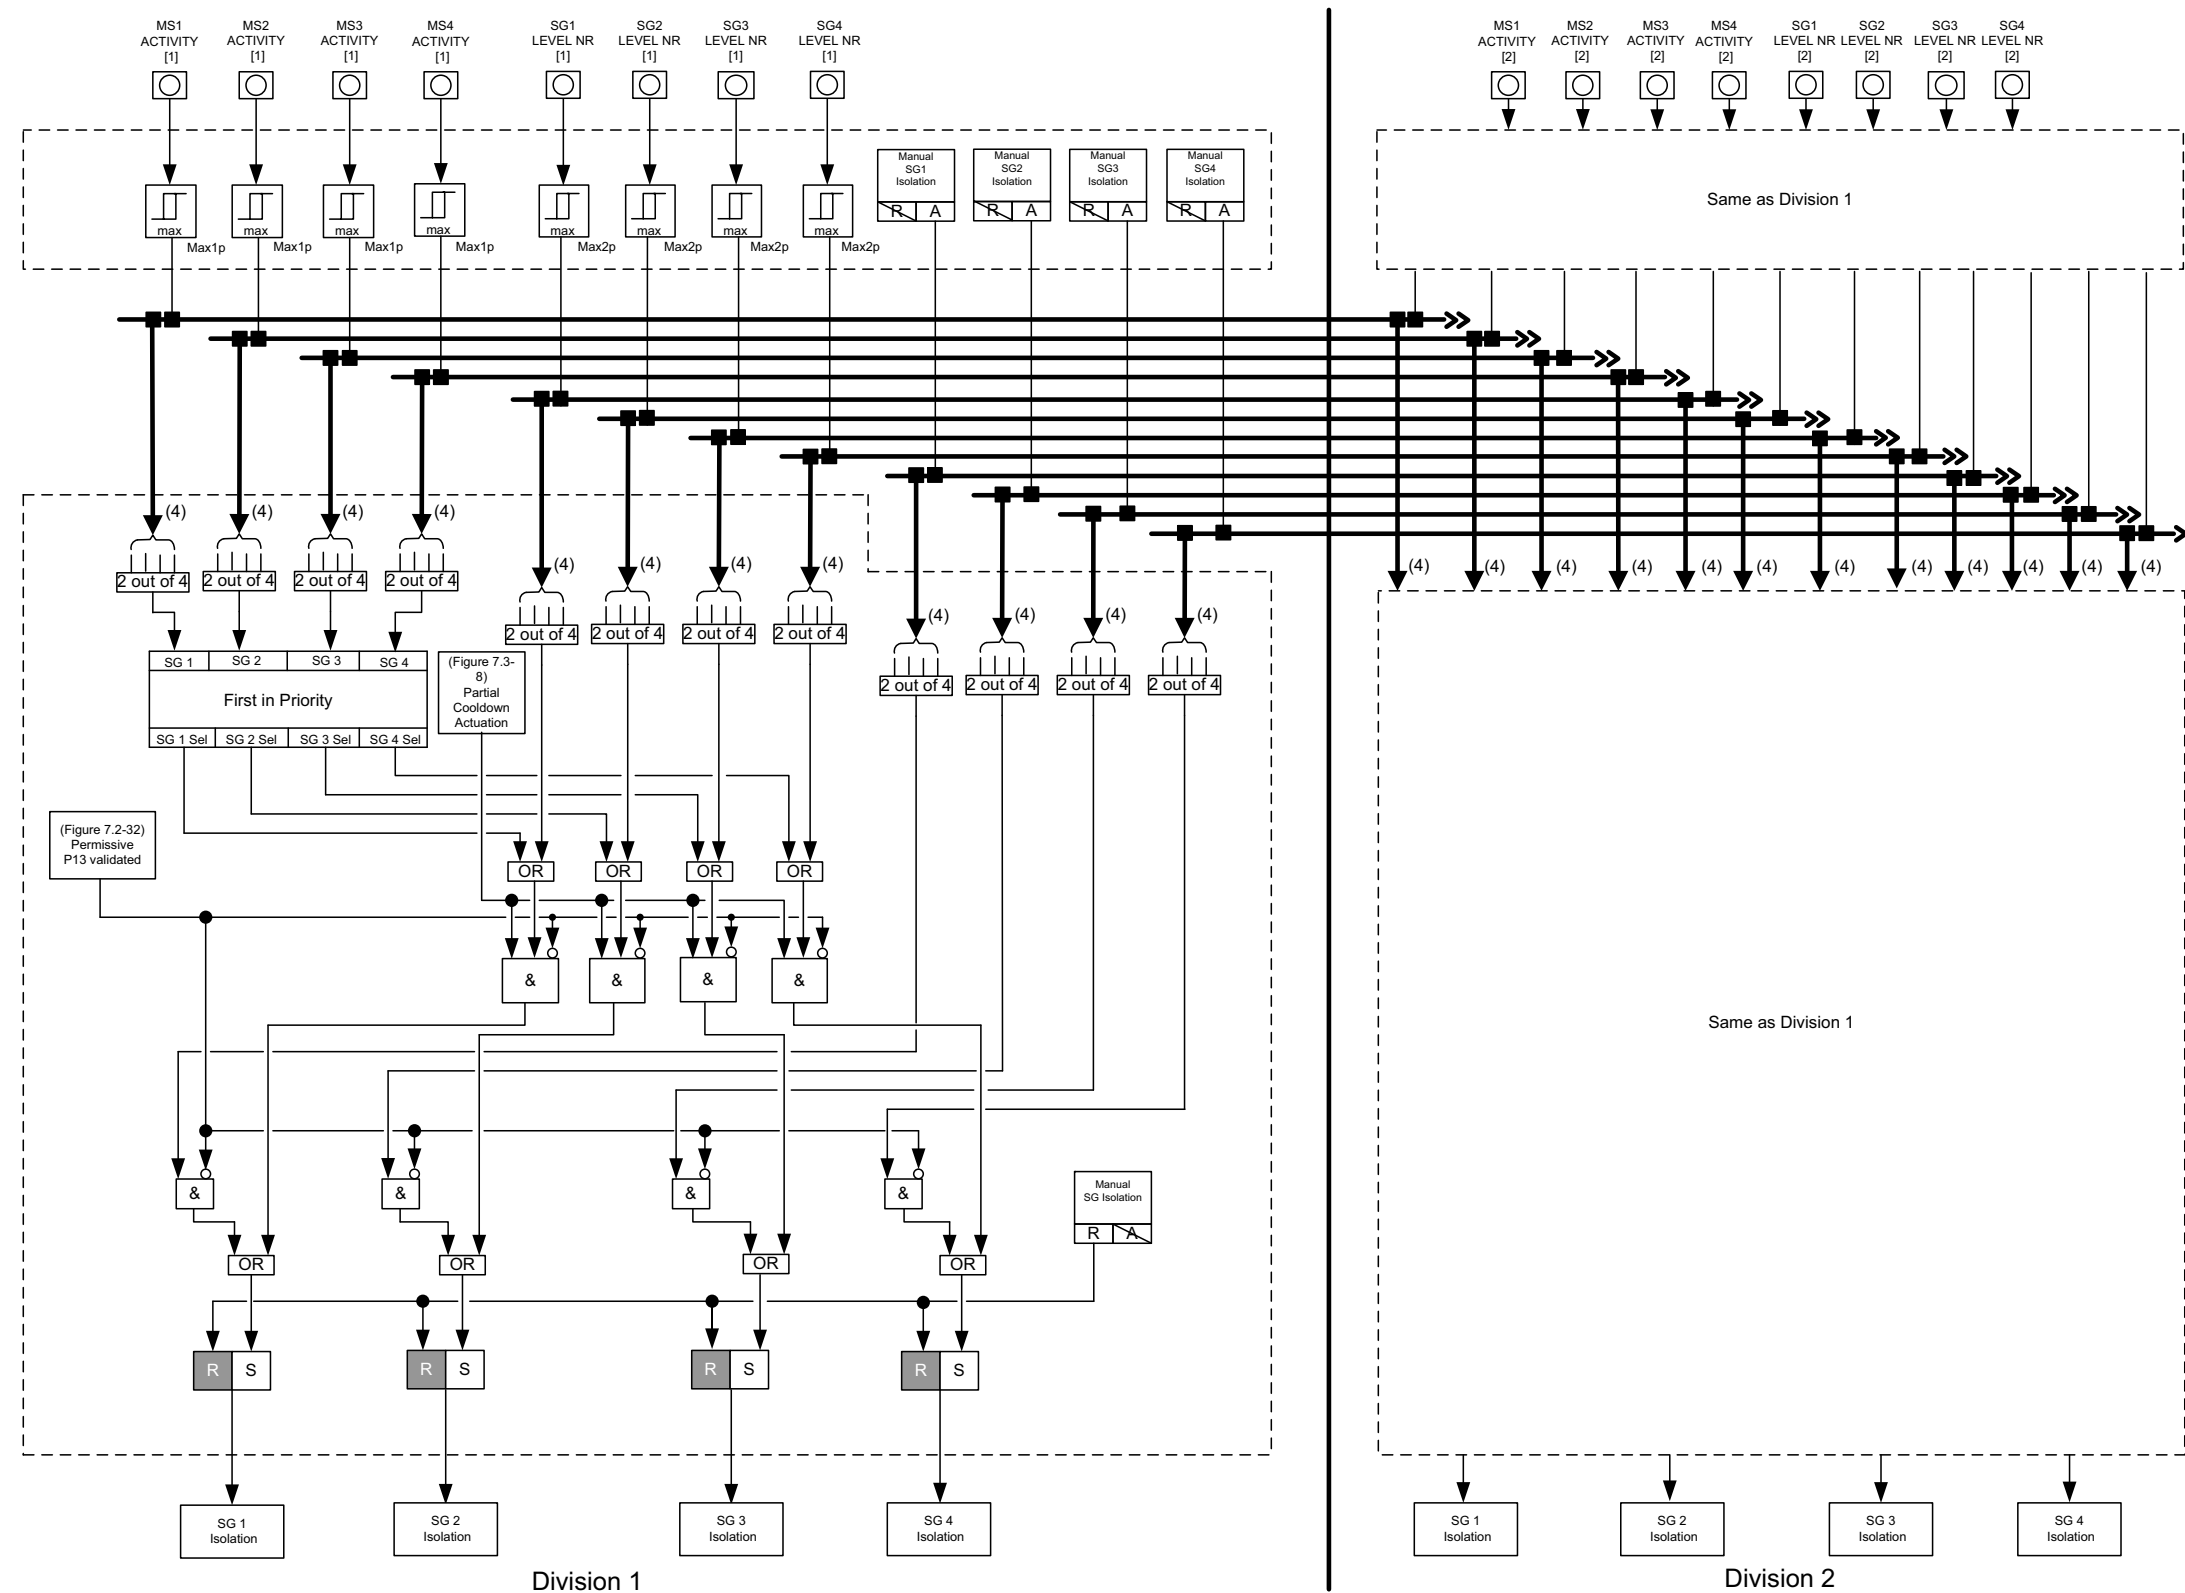 MS1
ACTIVITY
[1]
MS2
ACTIVITY
[1]
MS3
ACTIVITY
[1]
MS4
ACTIVITY
[1]
SG1
LEVEL NR
[1]
SG2
LEVEL NR
[1]
SG3
LEVEL NR
[1]
SG4
LEVEL NR
[1]
MS1
ACTIVITY
[2]
MS2
ACTIVITY
[2]
MS3
ACTIVITY
[2]
MS4
ACTIVITY
[2]
SG1
LEVEL NR
[2]
SG2
LEVEL NR
[2]
SG3
LEVEL NR
[2]
SG4
LEVEL NR
[2]
max
Max1p
max
Max1p
max
Max1p
max
Max1p
max
Max2p
max
Max2p
max
Max2p
max
Max2p
Manual
SG1
Isolation
R A
Manual
SG2
Isolation
R A
Manual
SG3
Isolation
R A
Manual
SG4
Isolation
R A
Same as Division 1
(4)
(4)
(4)
(4)
2 out of 4
2 out of 4
2 out of 4
2 out of 4
(4)
(4)
(4)
(4)
2 out of 4
2 out of 4
2 out of 4
2 out of 4
(4)
(4)
(4)
(4)
2 out of 4
2 out of 4
2 out of 4
2 out of 4
(4)
(4)
(4)
(4)
(4)
(4)
(4)
(4)
(4)
(4)
(4)
(4)
SG 1
SG 2
SG 3
SG 4
First in Priority
SG 1 Sel
SG 2 Sel
SG 3 Sel
SG 4 Sel
(Figure 7.3-
8)
Partial
Cooldown
Actuation
(Figure 7.2-32)
Permissive
P13 validated
OR
OR
OR
OR
&
&
&
&
Same as Division 1
&
&
&
&
Manual
SG Isolation
R A
OR
OR
OR
OR
R S
R S
R S
R S
SG 1
Isolation
SG 2
Isolation
SG 3
Isolation
SG 4
Isolation
SG 1
Isolation
SG 2
Isolation
SG 3
Isolation
SG 4
Isolation
Division 1
Division 2